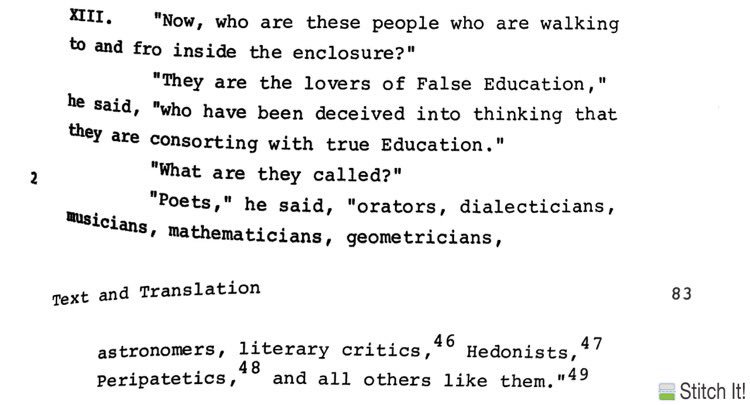 XIII. "Now, who are these people who are walking
to and fro inside the enclosure?"
"They are the lovers of False Education,"
he said, "who have been deceived into thinking that
they are consorting with true Education."
2 "What are they called?"
"Poets," he said, "orators, dialecticians,
musicians, mathematicians, geometricians,
Text and Translation 83
astronomers, literary critics,46 Hedonists,47
Peripatetics,48 and all others like them."49
Stitch It!